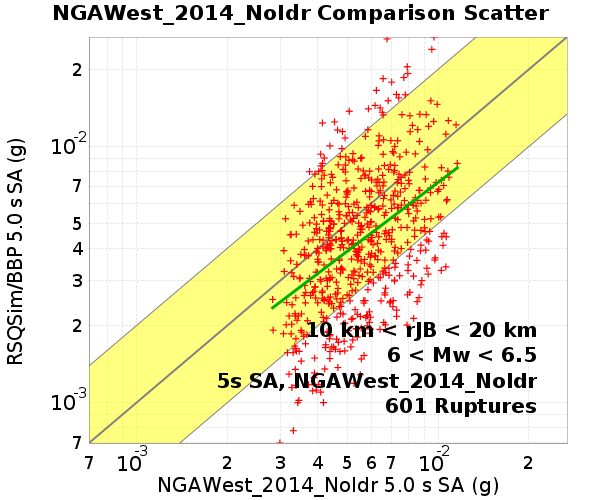 NGAWest_2014_NoIdr Comparison Scatter
RSQSim/BBP 5.0 s SA (g)
2
10-2
7
5
4
3
2
10-3
7
10 km < rJB < 20 km
6 < Mw < 6.5
5s SA, NGAWest_2014_NoIdr
601 Ruptures
7 10-3 2 3 4 5 6 7 10-2 2
NGAWest_2014_NoIdr 5.0 s SA (g)